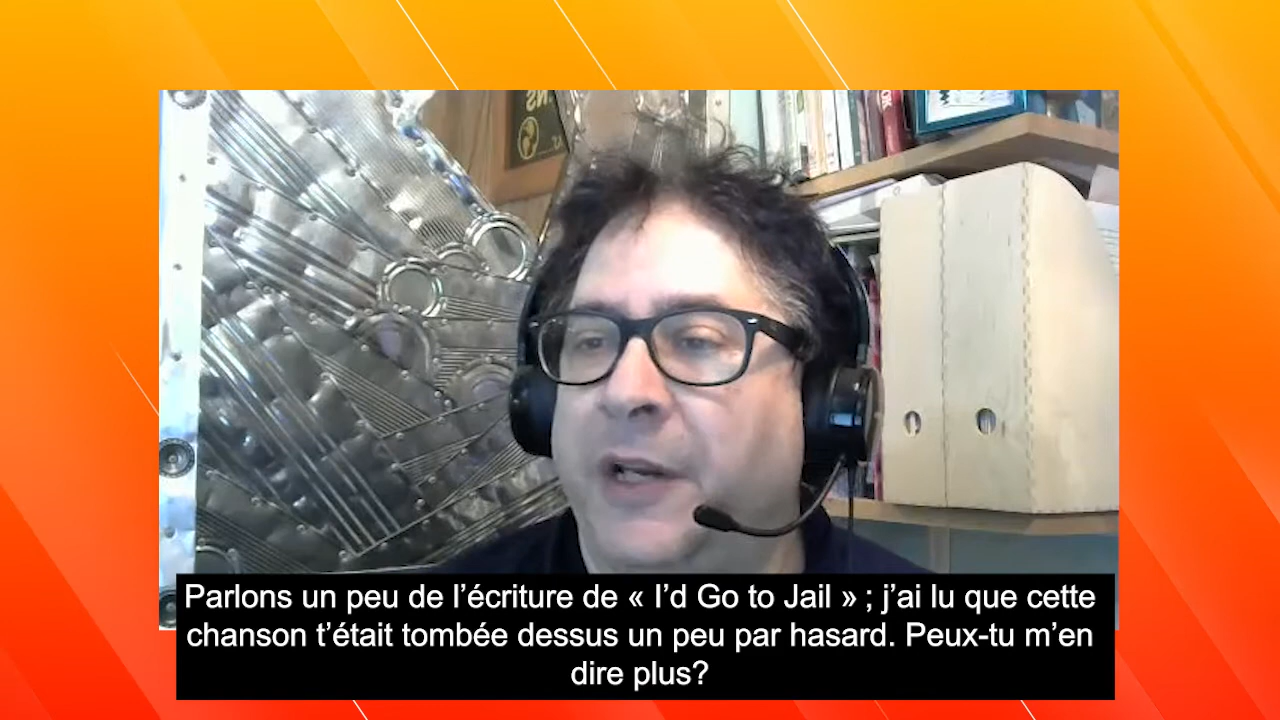 Parlons un peu de l’écriture de « I’d Go to Jail » ; j’ai lu que cette
chanson t’était tombée dessus un peu par hasard. Peux-tu m’en
dire plus?